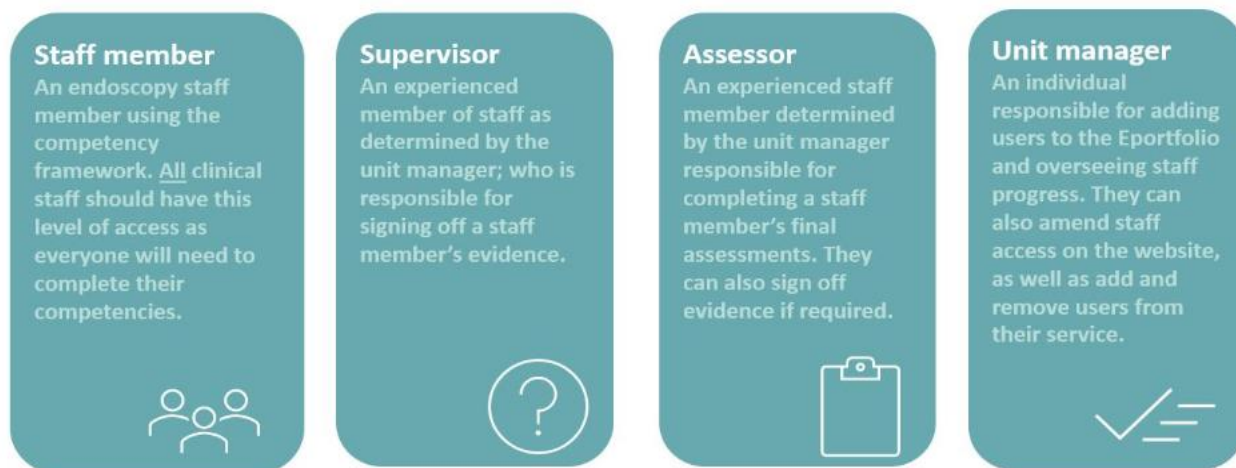 Staff member
An endoscopy staff
member using the
competency
framework. All clinical
staff should have this
level of access as
everyone will need to
complete their
competencies.
Supervisor
An experienced
member of staff as
determined by the
unit manager; who is
responsible for
signing off a staff
member’s evidence.
Assessor
An experienced staff
member determined
by the unit manager
responsible for
completing a staff
member’s final
assessments. They
can also sign off
evidence if required.
Unit manager
An individual
responsible for adding
users to the Eportfolio
and overseeing staff
progress. They can
also amend staff
access on the website,
as well as add and
remove users from
their service.